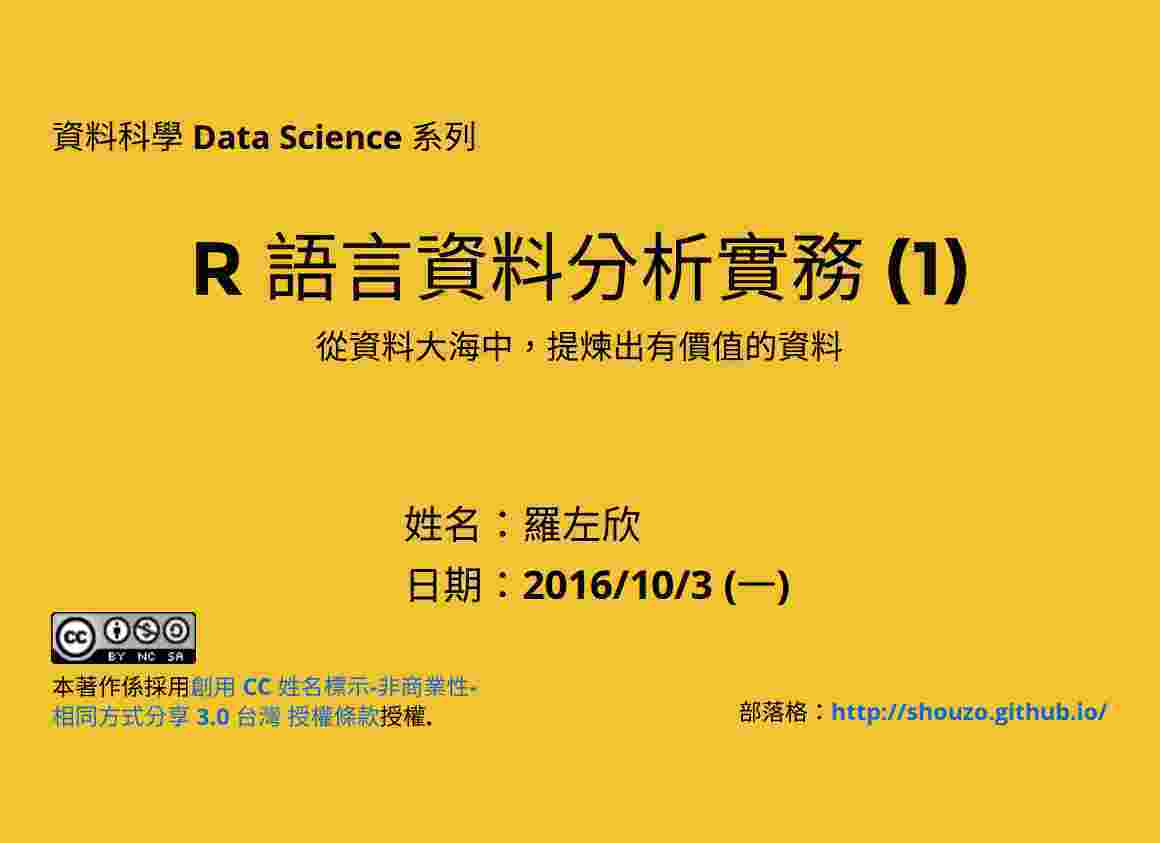 資料科學 Data Science 系列
R 語言資料分析實務 (1)
從資料大海中，提煉出有價值的資料
姓名：羅左欣
日期：2016/10/3 (一)
cc BY NC SA
本著作係採用創用 CC 姓名標示-非商業性-
相同方式分享 3.0 台灣 授權條款授權.
部落格：http://shouzo.github.io/